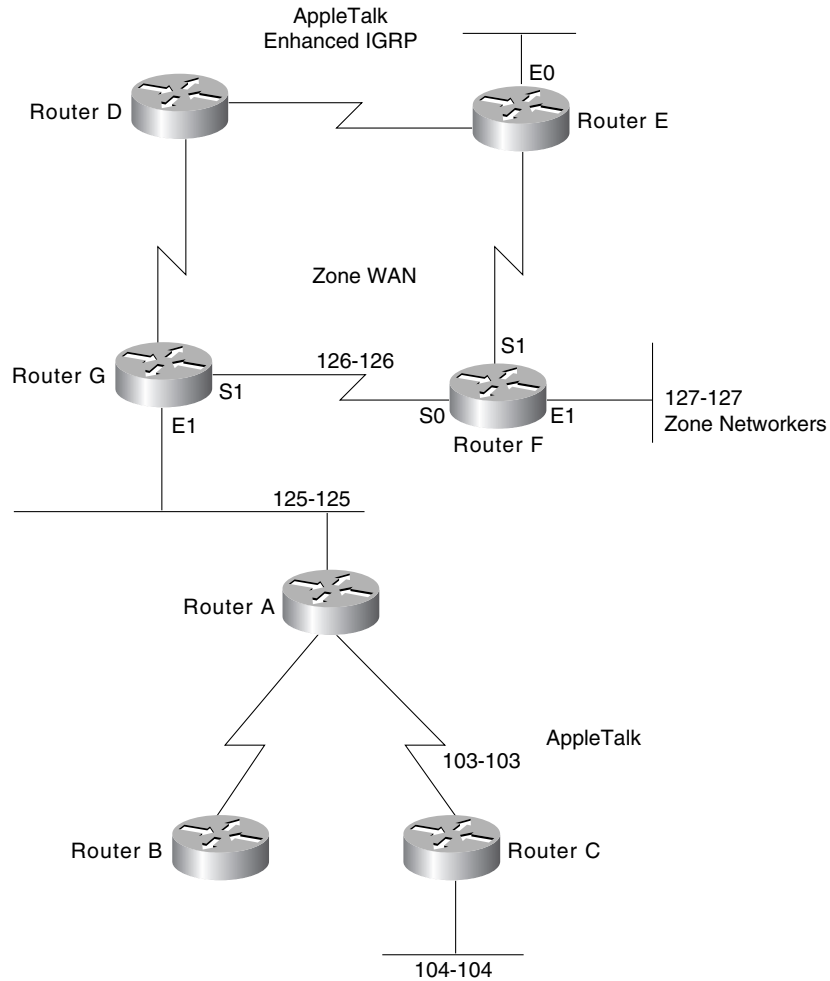 AppleTalk
Enhanced IGRP
E0
Router D
Router E
Zone WAN
S1
126-126
Router G
S1
127-127
Zone Networkers
S0
E1
E1
Router F
125-125
Router A
AppleTalk
103-103
Router B
Router C
104-104